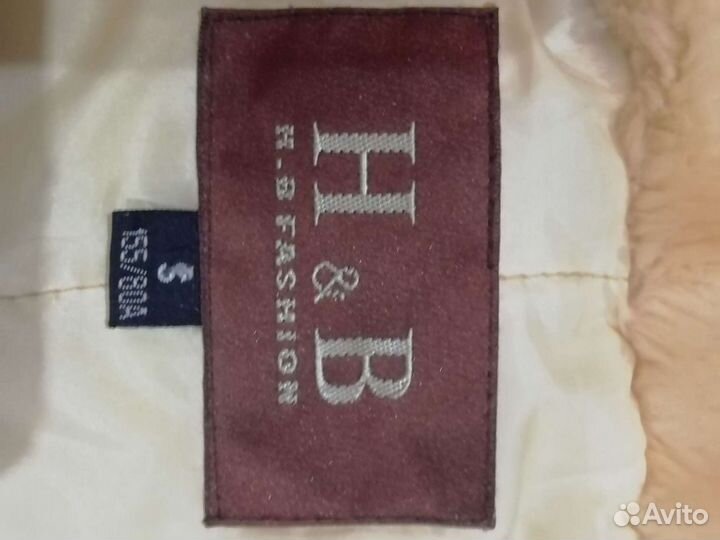 H & B
H.B FASHION
S
155/80A
Avito